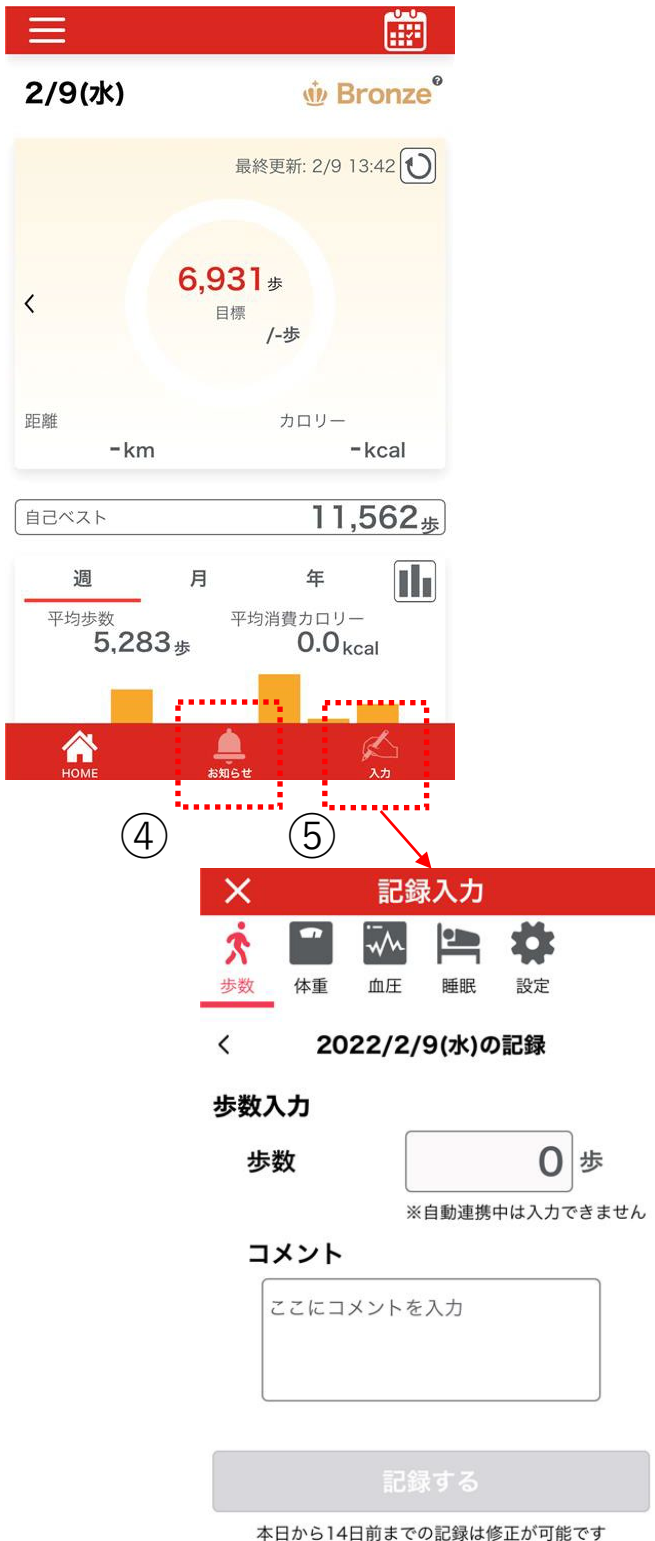 2/9(水)
Bronze?
最終更新: 2/9 13:42
6,931歩
目標
/-歩
距離
カロリー
-km
-kcal
自己ベスト
11,562歩
週 月 年
平均歩数
平均消費カロリー
5,283歩
0.0kcal
HOME
お知らせ
入力
④
⑤
× 記録入力
歩数 体重 血圧 睡眠 設定
< 2022/2/9(水)の記録
歩数入力
歩数 0歩
※自動連携中は入力できません
コメント
ここにコメントを入力
記録する
本日から14日前までの記録は修正が可能です